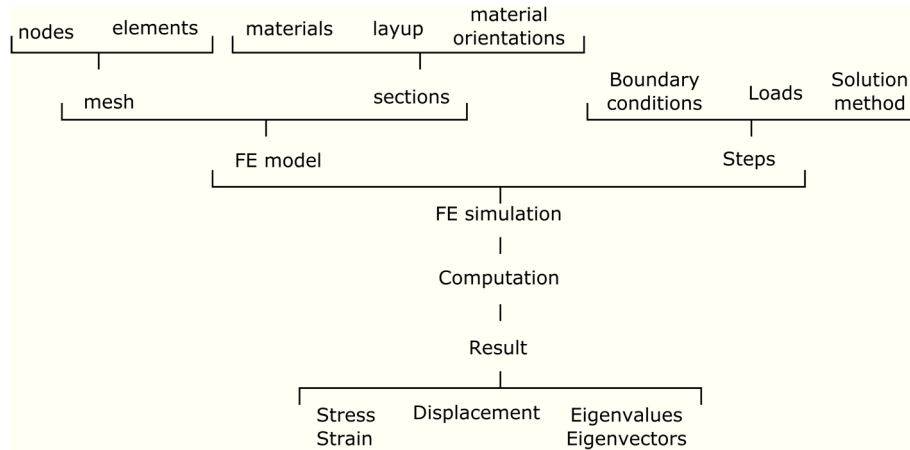 nodes elements materials layup material
orientations
Boundary
conditions Loads Solution
method
mesh sections
FE model Steps
FE simulation
Computation
Result
Stress
Strain Displacement Eigenvalues
Eigenvectors